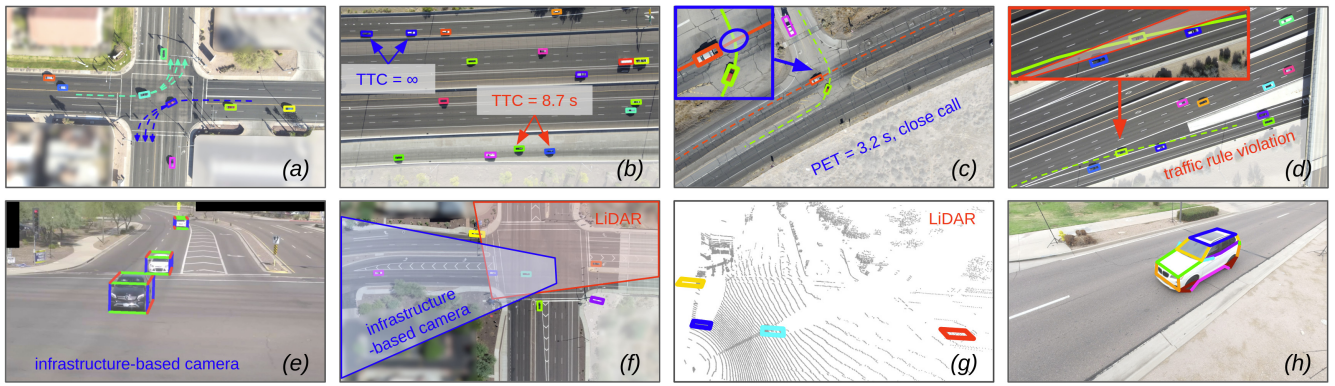 (a)
TTC = ∞
TTC = 8.7 s
(b)
PET = 3.2 s, close call
(c)
traffic rule violation
(d)
infrastructure-based camera
(e)
LiDAR
infrastructure
-based camera
(f)
LiDAR
(g)
(h)